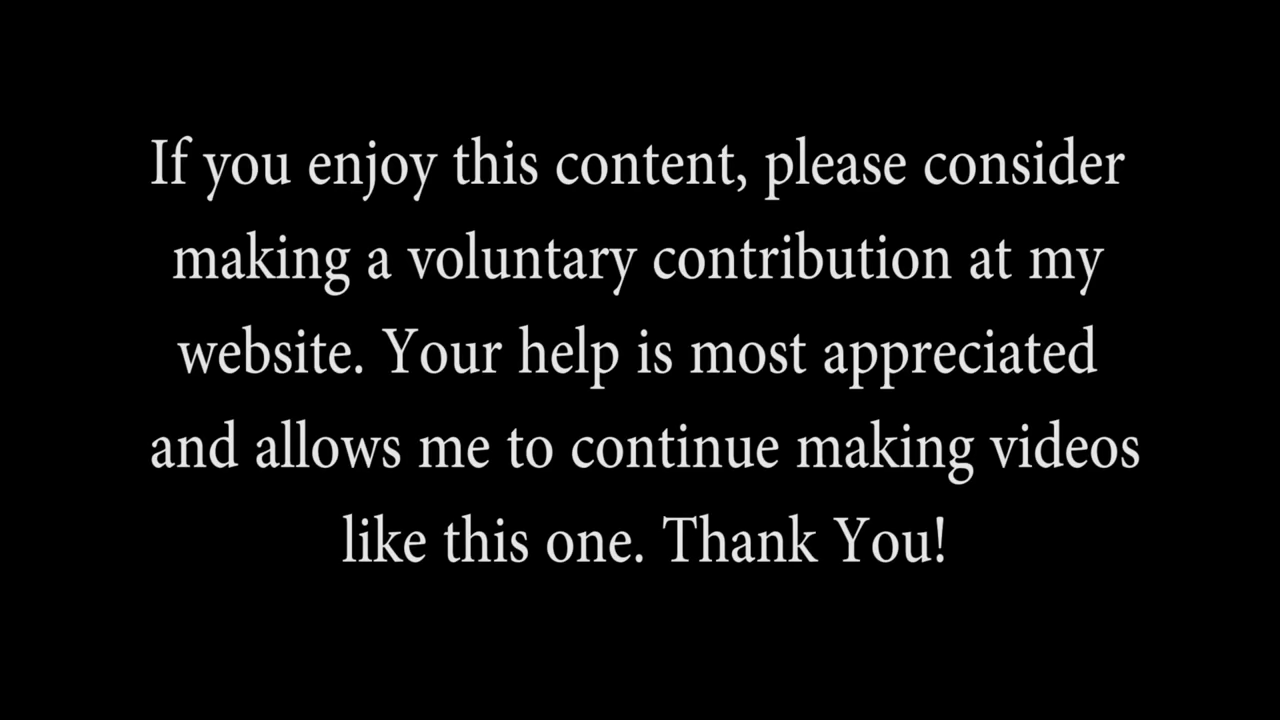 If you enjoy this content, please consider
making a voluntary contribution at my
website. Your help is most appreciated
and allows me to continue making videos
like this one. Thank You!